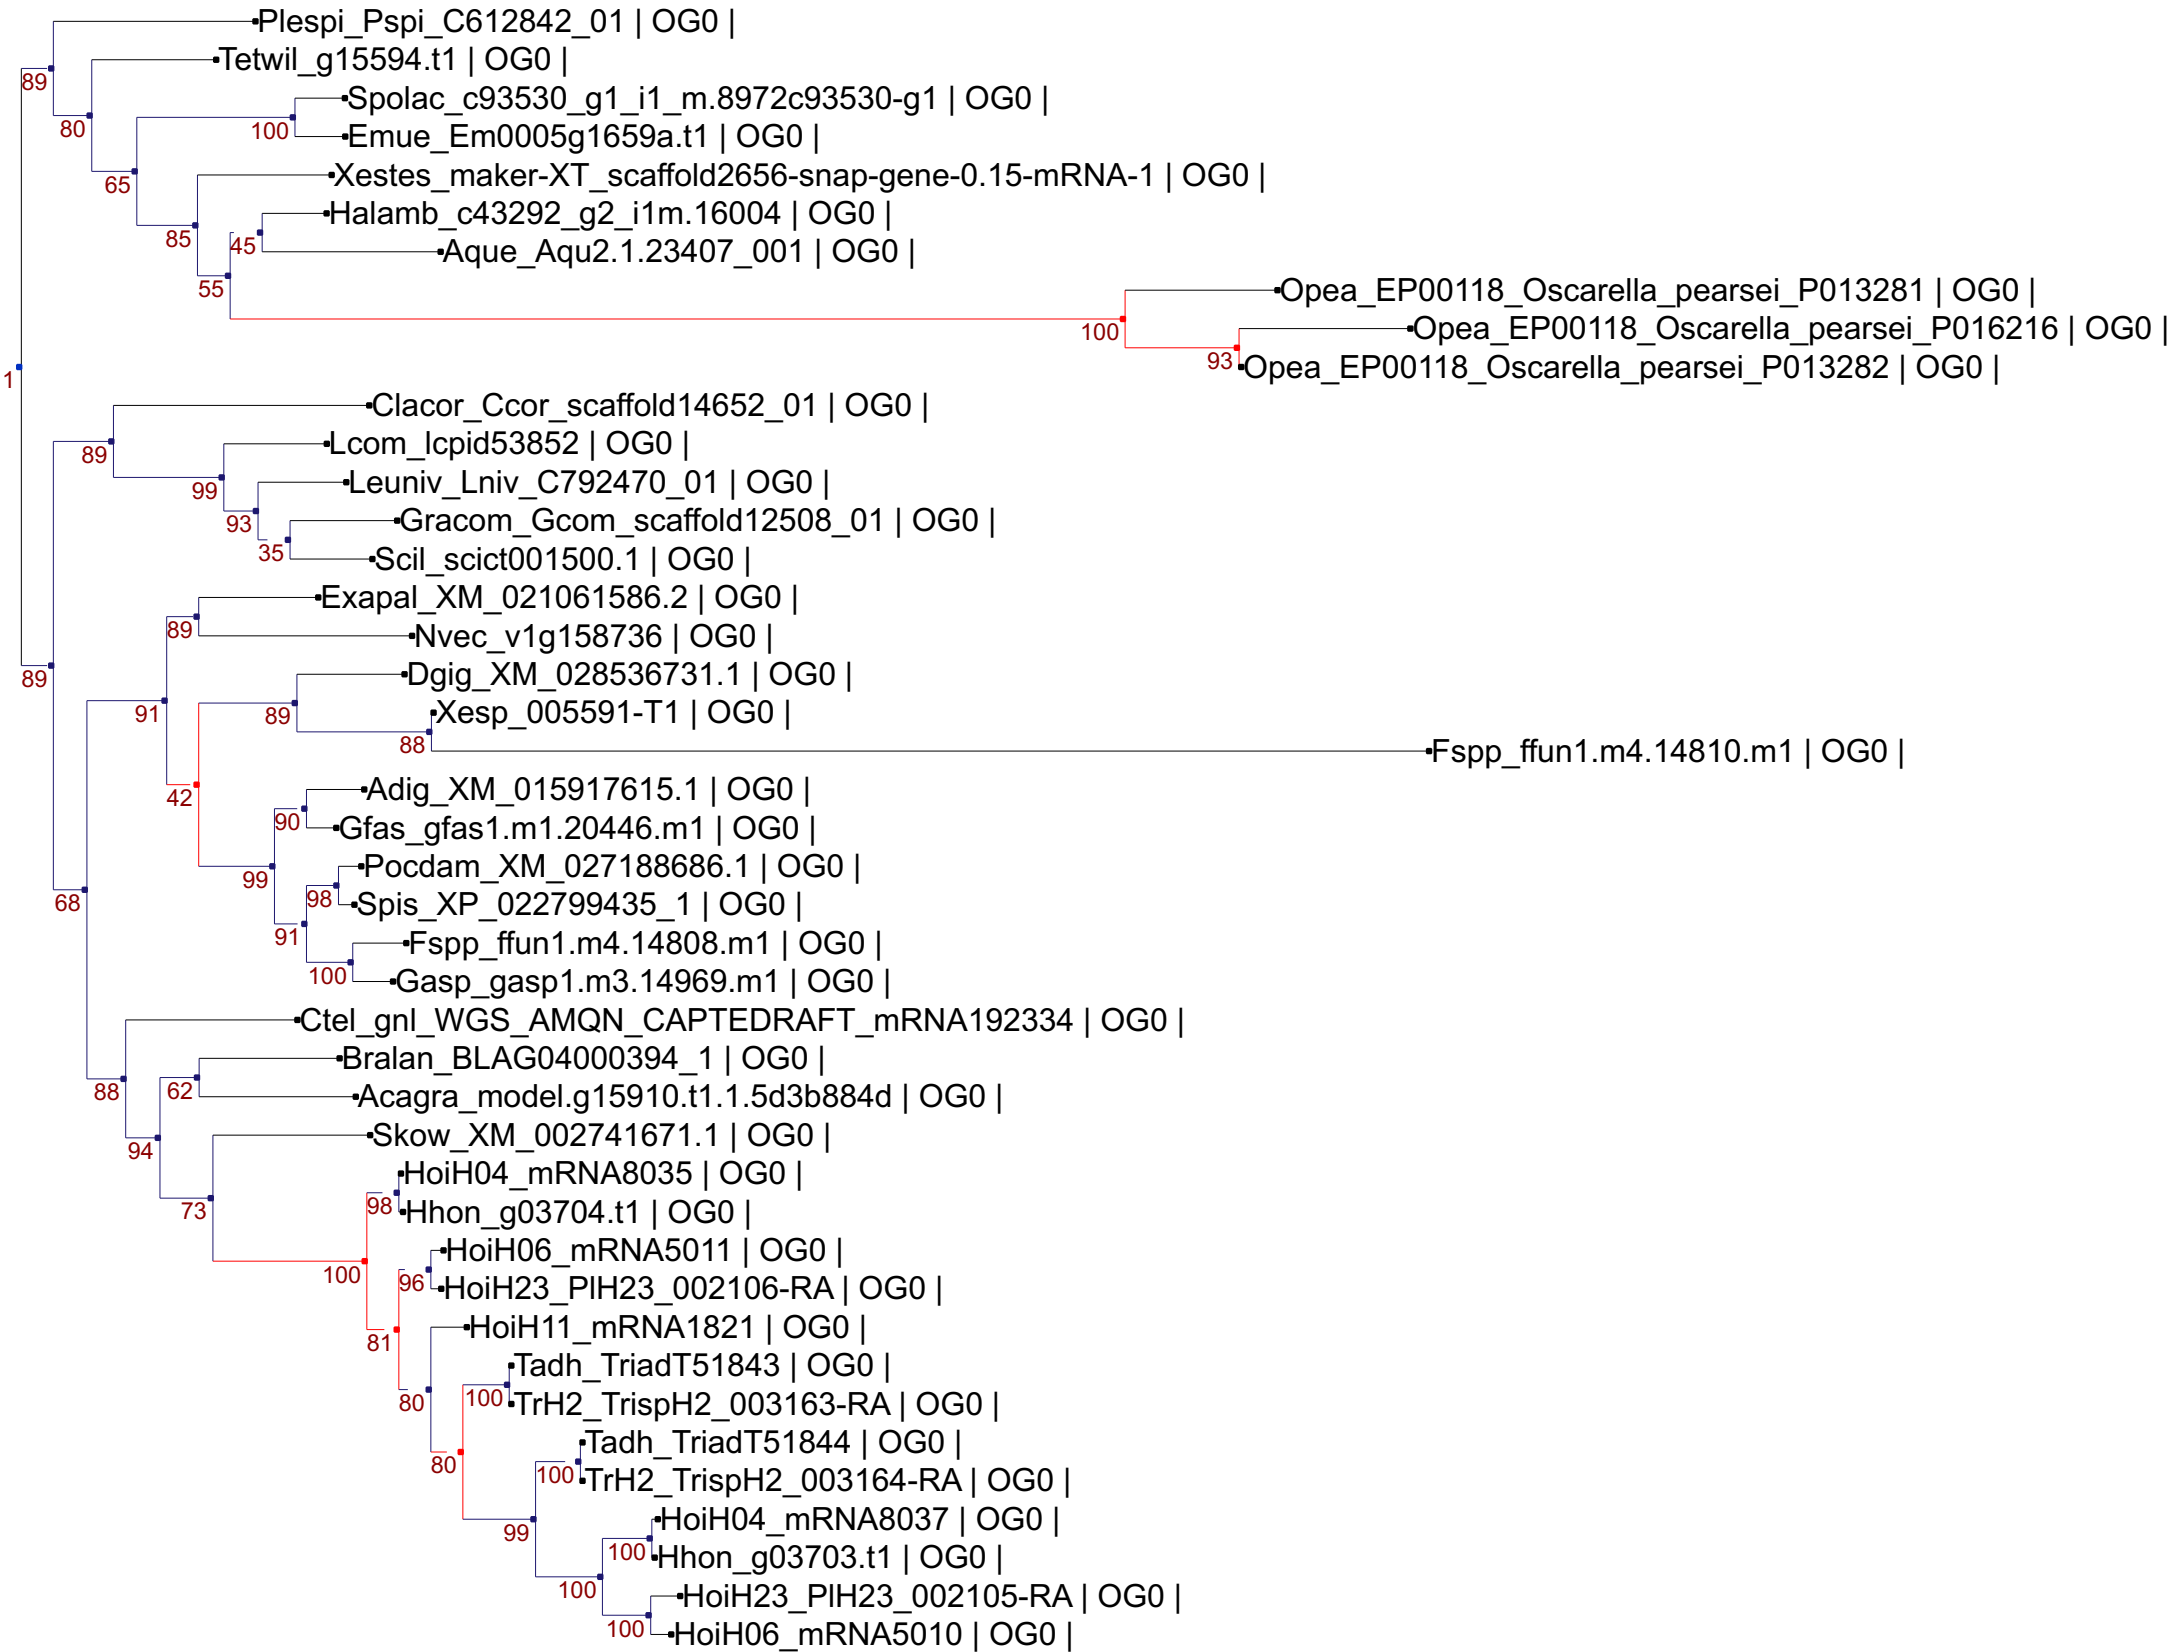 Plespi_Pspi_C612842_01 | OG0 |
Tetwil_g15594.t1 | OG0 |
89
Spolac_c93530_g1_i1_m.8972c93530-g1 | OG0 |
80
100
Emue_Em0005g1659a.t1 | OG0 |
Xestes_maker-XT_scaffold2656-snap-gene-0.15-mRNA-1 | OG0 |
65
Halamb_c43292_g2_i1m.16004 | OG0 |
85
45
Aque_Aqu2.1.23407_001 | OG0 |
55
Opea_EP00118_Oscarella_pearsei_P013281 | OG0 |
100
Opea_EP00118_Oscarella_pearsei_P016216 | OG0 |
93
Opea_EP00118_Oscarella_pearsei_P013282 | OG0 |
1
Clacor_Ccor_scaffold14652_01 | OG0 |
Lcom_lcpid53852 | OG0 |
89
Leuniv_Lniv_C792470_01 | OG0 |
99
Gracom_Gcom_scaffold12508_01 | OG0 |
93
35
Scil_scict001500.1 | OG0 |
Exapal_XM_021061586.2 | OG0 |
89
Nvec_v1g158736 | OG0 |
89
Dgig_XM_028536731.1 | OG0 |
91
89
Xesp_005591-T1 | OG0 |
88
Fspp_ffun1.m4.14810.m1 | OG0 |
42
Adig_XM_015917615.1 | OG0 |
90
Gfas_gfas1.m1.20446.m1 | OG0 |
Pocdam_XM_027188686.1 | OG0 |
99
98
Spis_XP_022799435_1 | OG0 |
68
91
Fspp_ffun1.m4.14808.m1 | OG0 |
100
Gasp_gasp1.m3.14969.m1 | OG0 |
Ctel_gnl_WGS_AMQN_CAPTEDRAFT_mRNA192334 | OG0 |
Bralan_BLAG04000394_1 | OG0 |
88
62
Acagra_model.g15910.t1.1.5d3b884d | OG0 |
94
Skow_XM_002741671.1 | OG0 |
HoiH04_mRNA8035 | OG0 |
73
98
Hhon_g03704.t1 | OG0 |
HoiH06_mRNA5011 | OG0 |
100
96
HoiH23_PlH23_002106-RA | OG0 |
HoiH11_mRNA1821 | OG0 |
81
Tadh_TriadT51843 | OG0 |
80
100
TrH2_TrispH2_003163-RA | OG0 |
Tadh_TriadT51844 | OG0 |
80
100
TrH2_TrispH2_003164-RA | OG0 |
HoiH04_mRNA8037 | OG0 |
99
100
Hhon_g03703.t1 | OG0 |
100
HoiH23_PlH23_002105-RA | OG0 |
100
HoiH06_mRNA5010 | OG0 |